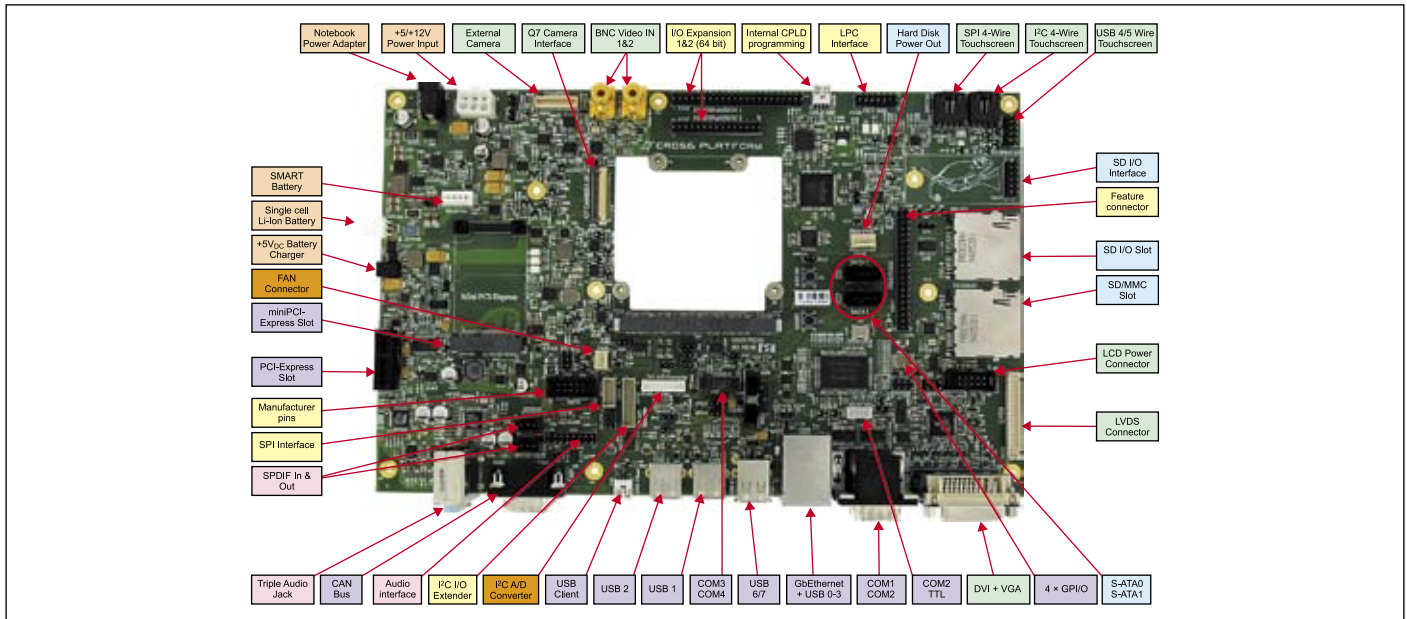 Notebook
Power Adapter
+5/+12V
Power Input
External
Camera
Q7 Camera
Interface
BNC Video IN
1&2
I/O Expansion
1&2 (64 bit)
Internal CPLD
programming
LPC
Interface
Hard Disk
Power Out
SPI 4-Wire
Touchscreen
I²C 4-Wire
Touchscreen
USB 4/5 Wire
Touchscreen
CROSS PLATFORM
SMART
Battery
Single cell
Li-Ion Battery
+5VDC Battery
Charger
FAN
Connector
miniPCI-
Express Slot
PCI-Express
Slot
Manufacturer
pins
SPI Interface
SPDIF In &
Out
Mini PCI-Express
SD I/O
Interface
Feature
connector
SD I/O Slot
SD/MMC
Slot
LCD Power
Connector
LVDS
Connector
Triple Audio
Jack
CAN
Bus
Audio
interface
I²C I/O
Extender
I²C A/D
Converter
USB
Client
USB 2
USB 1
COM3
COM4
USB
6/7
GbEthernet
+ USB 0-3
COM1
COM2
COM2
TTL
DVI + VGA
4 × GPI/O
S-ATA0
S-ATA1